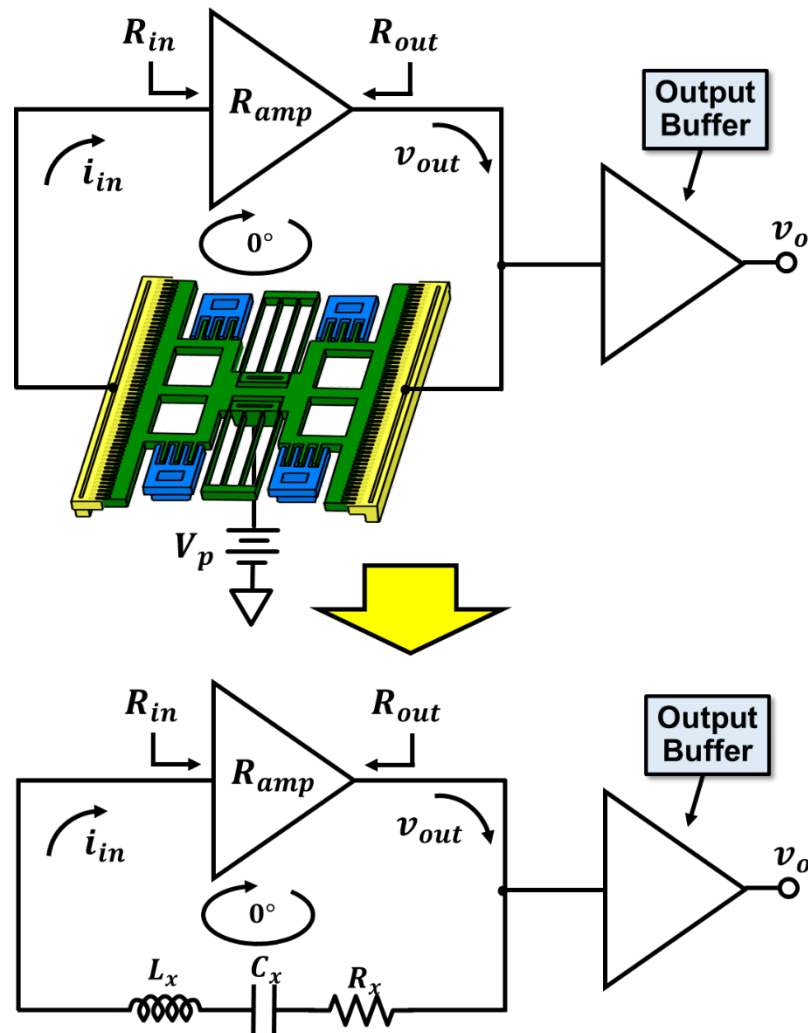 R_in
R_out
Output
Buffer
R_amp
i_in
v_out
0°
v_o
V_p
R_in
R_out
Output
Buffer
R_amp
i_in
v_out
0°
v_o
L_x
C_x
R_x